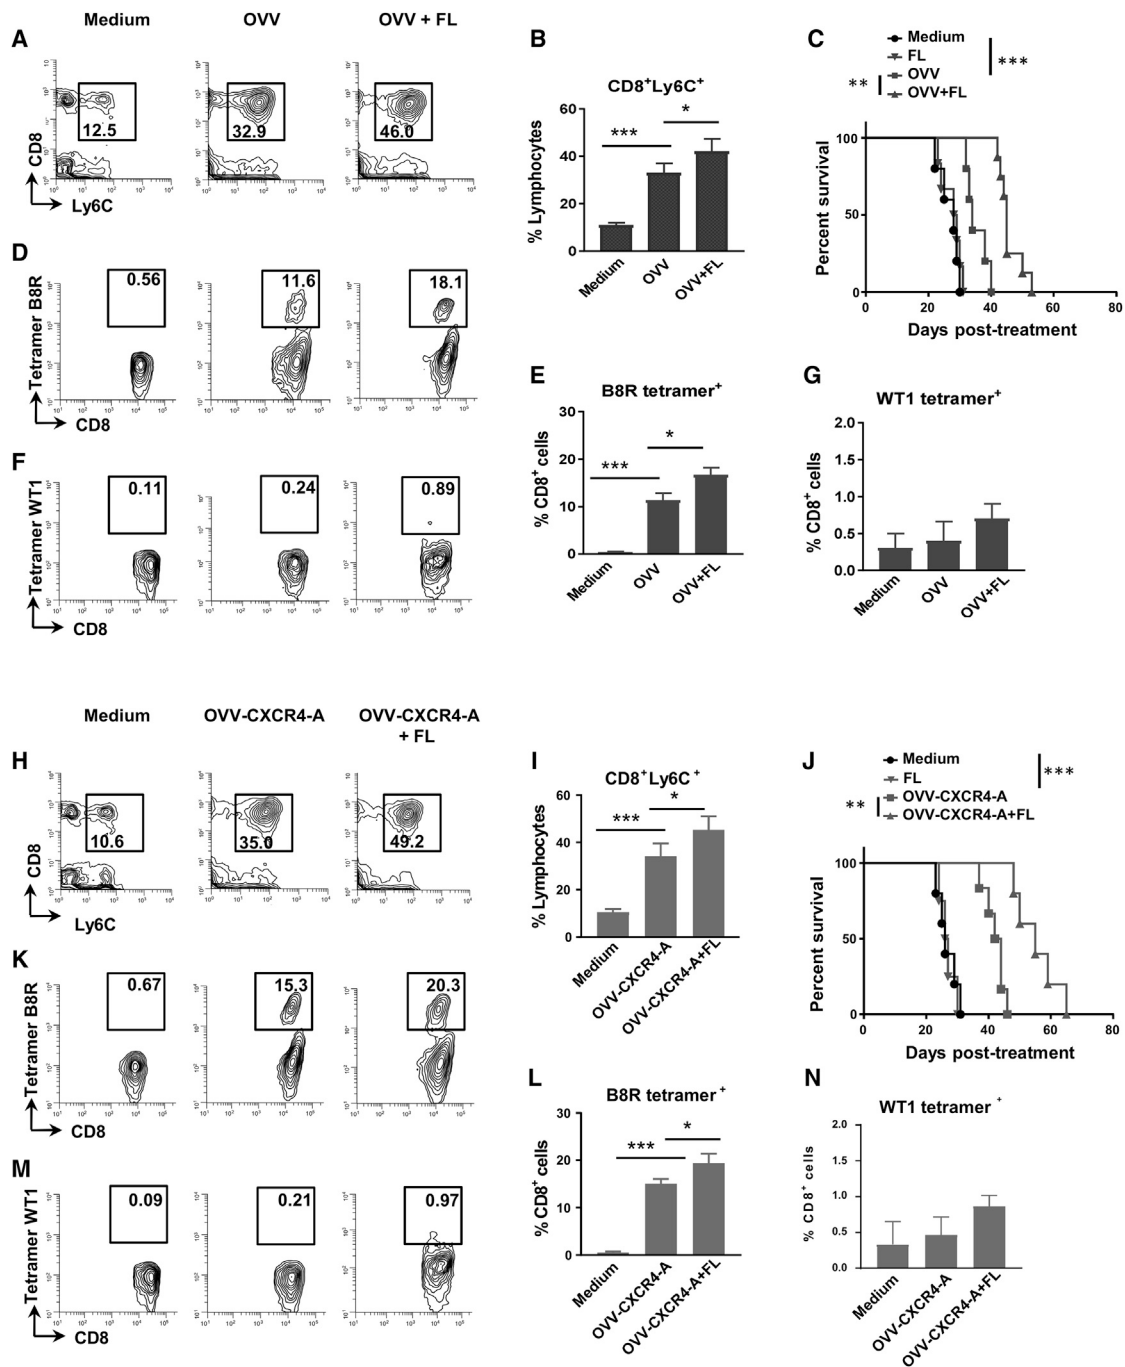 Medium OVV OVV + FL
A
CD8
Ly6C
12.5
32.9
46.0
B
CD8+Ly6C+
% Lymphocytes
60
40
20
0
***
*
Medium
OVV
OVV+FL
C
Medium
FL
OVV
OVV+FL
**
***
Percent survival
100
50
0
0 20 40 60 80
Days post-treatment
D
Tetramer B8R
CD8
0.56
11.6
18.1
E
B8R tetramer+
% CD8+ cells
30
20
10
0
***
*
Medium
OVV
OVV+FL
G
WT1 tetramer+
% CD8+ cells
2.0
1.5
1.0
0.5
0.0
Medium
OVV
OVV+FL
F
Tetramer WT1
CD8
0.11
0.24
0.89
Medium OVV-CXCR4-A OVV-CXCR4-A
+ FL
H
CD8
Ly6C
10.6
35.0
49.2
I
CD8+Ly6C +
% Lymphocytes
60
40
20
0
***
*
Medium
OVV-CXCR4-A
OVV-CXCR4-A+FL
J
Medium
FL
OVV-CXCR4-A
OVV-CXCR4-A+FL
**
***
Percent survival
100
50
0
0 20 40 60 80
Days post-treatment
K
Tetramer B8R
CD8
0.67
15.3
20.3
L
B8R tetramer +
% CD8+ cells
30
20
10
0
***
*
Medium
OVV-CXCR4-A
OVV-CXCR4-A+FL
N
WT1 tetramer +
% CD8+ cells
2.0
1.5
1.0
0.5
0.0
Medium
OVV-CXCR4-A
OVV-CXCR4-A+FL
M
Tetramer WT1
CD8
0.09
0.21
0.97